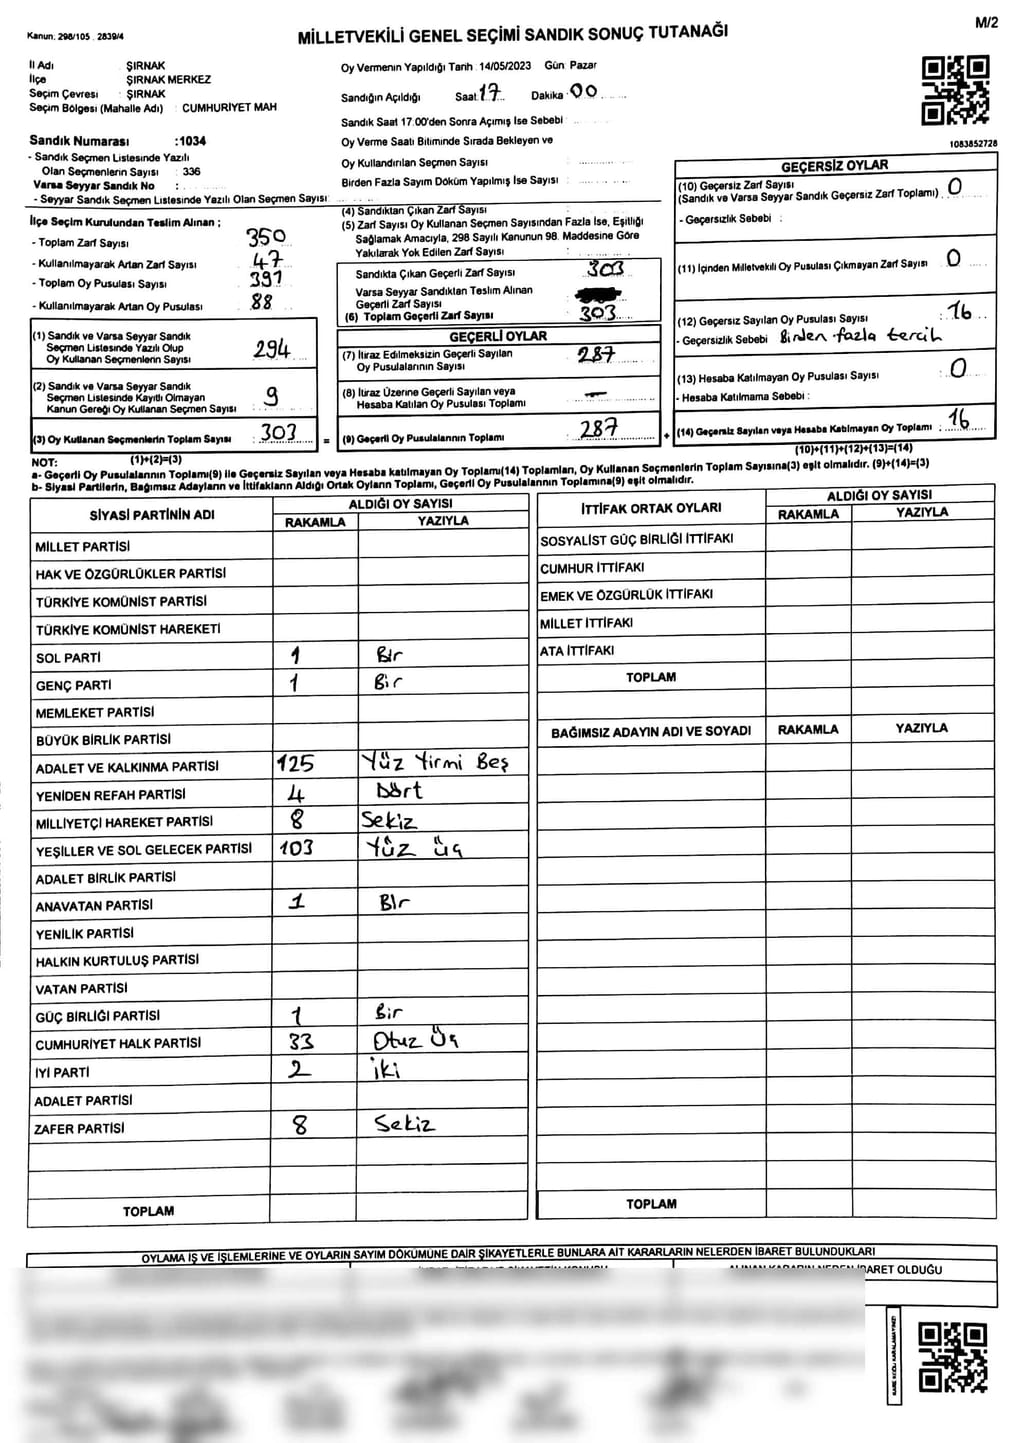 M/2
Kanun: 298/105 . 2839/4
MİLLETVEKİLİ GENEL SEÇİMİ SANDIK SONUÇ TUTANAĞI
İl Adı ŞIRNAK
İlçe ŞIRNAK MERKEZ
Seçim Çevresi : ŞIRNAK
Seçim Bölgesi (Mahalle Adı) : CUMHURİYET MAH
Sandık Numarası :1034
- Sandık Seçmen Listesinde Yazılı
Olan Seçmenlerin Sayısı : 336
Varsa Seyyar Sandık No :
- Seyyar Sandık Seçmen Listesinde Yazılı Olan Seçmen Sayısı:
Oy Vermenin Yapıldığı Tarih : 14/05/2023 Gün: Pazar
Sandığın Açıldığı Saat: 17 Dakika: 00
Sandık Saat 17.00'den Sonra Açımış İse Sebebi :
Oy Verme Saati Bitiminde Sırada Bekleyen ve
Oy Kullandırılan Seçmen Sayısı :
Birden Fazla Sayım Döküm Yapılmış İse Sayısı :
1083852728
İlçe Seçim Kurulundan Teslim Alınan ;
- Toplam Zarf Sayısı : 350
- Kullanılmayarak Artan Zarf Sayısı : 47
- Toplam Oy Pusulası Sayısı : 391
- Kullanılmayarak Artan Oy Pusulası : 88
(4) Sandıktan Çıkan Zarf Sayısı :
(5) Zarf Sayısı Oy Kullanan Seçmen Sayısından Fazla İse, Eşitliği
Sağlamak Amacıyla, 298 Sayılı Kanunun 98. Maddesine Göre
Yakılarak Yok Edilen Zarf Sayısı :
Sandıkta Çıkan Geçerli Zarf Sayısı : 303
Varsa Seyyar Sandıktan Teslim Alınan
Geçerli Zarf Sayısı
(6) Toplam Geçerli Zarf Sayısı : 303
GEÇERSİZ OYLAR
(10) Geçersiz Zarf Sayısı
(Sandık ve Varsa Seyyar Sandık Geçersiz Zarf Toplamı) 0
- Geçersizlik Sebebi :
(11) İçinden Milletvekili Oy Pusulası Çıkmayan Zarf Sayısı : 0
(12) Geçersiz Sayılan Oy Pusulası Sayısı : 16
- Geçersizlik Sebebi Birden fazla tercih
(13) Hesaba Katılmayan Oy Pusulası Sayısı : 0
- Hesaba Katılmama Sebebi :
(14) Geçersiz Sayılan veya Hesaba Katılmayan Oy Toplamı : 16
(10)+(11)+(12)+(13)=(14)
(1) Sandık ve Varsa Seyyar Sandık
Seçmen Listesinde Yazılı Olup
Oy Kullanan Seçmenlerin Sayısı : 294
(2) Sandık ve Varsa Seyyar Sandık
Seçmen Listesinde Kayıtlı Olmayan
Kanun Gereği Oy Kullanan Seçmen Sayısı : 9
(3) Oy Kullanan Seçmenlerin Toplam Sayısı : 303 =
(1)+(2)=(3)
GEÇERLİ OYLAR
(7) İtiraz Edilmeksizin Geçerli Sayılan
Oy Pusulalarının Sayısı : 287
(8) İtiraz Üzerine Geçerli Sayılan veya
Hesaba Katılan Oy Pusulası Toplamı : —
(9) Geçerli Oy Pusulalarının Toplamı : 287 +
NOT:
a- Geçerli Oy Pusulalarının Toplamı(9) ile Geçersiz Sayılan veya Hesaba katılmayan Oy Toplamı(14) Toplamları, Oy Kullanan Seçmenlerin Toplam Sayısına(3) eşit olmalıdır. (9)+(14)=(3)
b- Siyasi Partilerin, Bağımsız Adayların ve İttifakların Aldığı Ortak Oyların Toplamı, Geçerli Oy Pusulalarının Toplamına(9) eşit olmalıdır.
SİYASİ PARTİNİN ADI ALDIĞI OY SAYISI
RAKAMLA YAZIYLA
MİLLET PARTİSİ
HAK VE ÖZGÜRLÜKLER PARTİSİ
TÜRKİYE KOMÜNİST PARTİSİ
TÜRKİYE KOMÜNİST HAREKETİ
SOL PARTİ 1 Bir
GENÇ PARTİ 1 Bir
MEMLEKET PARTİSİ
BÜYÜK BİRLİK PARTİSİ
ADALET VE KALKINMA PARTİSİ 125 Yüz Yirmi Beş
YENİDEN REFAH PARTİSİ 4 Dört
MİLLİYETÇİ HAREKET PARTİSİ 8 Sekiz
YEŞİLLER VE SOL GELECEK PARTİSİ 103 Yüz üç
ADALET BİRLİK PARTİSİ
ANAVATAN PARTİSİ 1 Bir
YENİLİK PARTİSİ
HALKIN KURTULUŞ PARTİSİ
VATAN PARTİSİ
GÜÇ BİRLİĞİ PARTİSİ 1 Bir
CUMHURİYET HALK PARTİSİ 33 Otuz Üç
İYİ PARTİ 2 iki
ADALET PARTİSİ
ZAFER PARTİSİ 8 Sekiz
TOPLAM
İTTİFAK ORTAK OYLARI ALDIĞI OY SAYISI
RAKAMLA YAZIYLA
SOSYALİST GÜÇ BİRLİĞİ İTTİFAKI
CUMHUR İTTİFAKI
EMEK VE ÖZGÜRLÜK İTTİFAKI
MİLLET İTTİFAKI
ATA İTTİFAKI
TOPLAM
BAĞIMSIZ ADAYIN ADI VE SOYADI RAKAMLA YAZIYLA
TOPLAM
OYLAMA İŞ VE İŞLEMLERİNE VE OYLARIN SAYIM DÖKÜMÜNE DAİR ŞİKAYETLERLE BUNLARA AİT KARARLARIN NELERDEN İBARET BULUNDUKLARI
OLDUĞU
KARE KODU KARALAMAYINIZ!